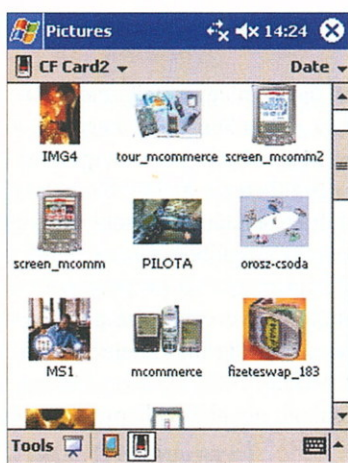 Pictures 14:24
CF Card2 Date
IMG4 tour_mcommerce screen_mcomm2
screen_mcomm PILOTA orosz-csoda
MS1 mcommerce fizeteswap_183
Tools